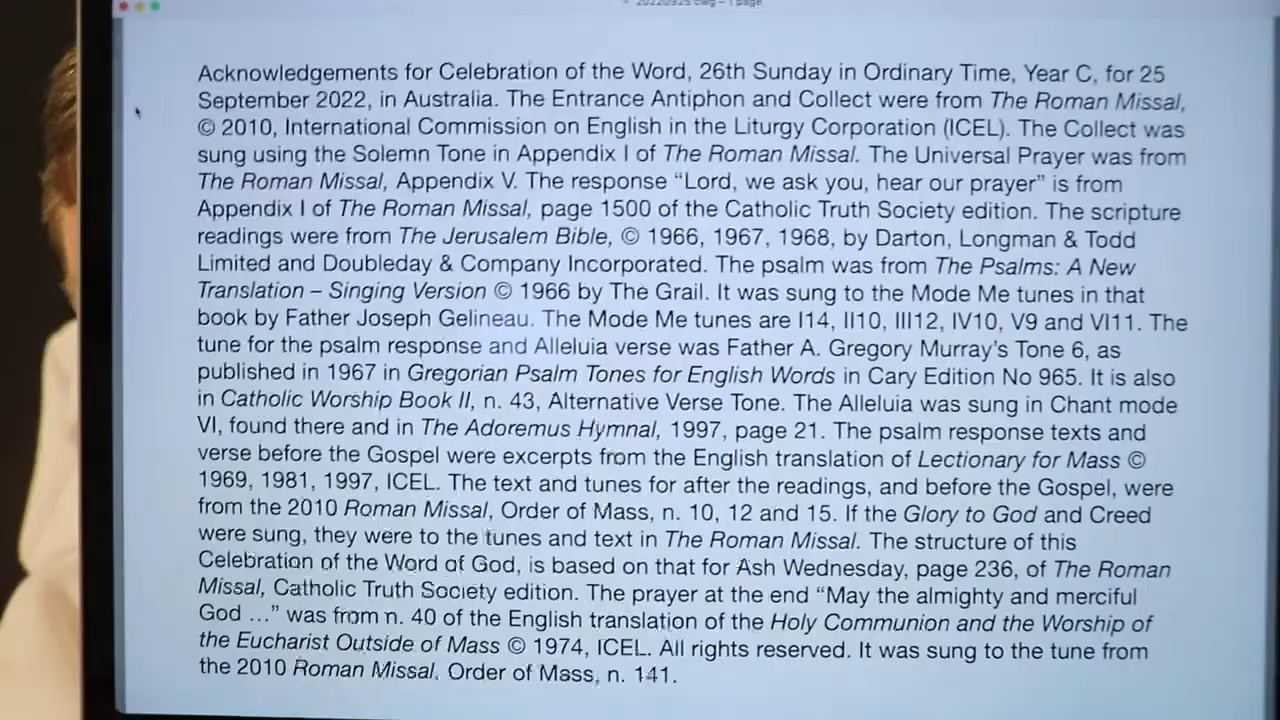 20220925 cwg – 1 page
Acknowledgements for Celebration of the Word, 26th Sunday in Ordinary Time, Year C, for 25
September 2022, in Australia. The Entrance Antiphon and Collect were from The Roman Missal,
© 2010, International Commission on English in the Liturgy Corporation (ICEL). The Collect was
sung using the Solemn Tone in Appendix I of The Roman Missal. The Universal Prayer was from
The Roman Missal, Appendix V. The response “Lord, we ask you, hear our prayer” is from
Appendix I of The Roman Missal, page 1500 of the Catholic Truth Society edition. The scripture
readings were from The Jerusalem Bible, © 1966, 1967, 1968, by Darton, Longman & Todd
Limited and Doubleday & Company Incorporated. The psalm was from The Psalms: A New
Translation – Singing Version © 1966 by The Grail. It was sung to the Mode Me tunes in that
book by Father Joseph Gelineau. The Mode Me tunes are I14, II10, III12, IV10, V9 and VI11. The
tune for the psalm response and Alleluia verse was Father A. Gregory Murray’s Tone 6, as
published in 1967 in Gregorian Psalm Tones for English Words in Cary Edition No 965. It is also
in Catholic Worship Book II, n. 43, Alternative Verse Tone. The Alleluia was sung in Chant mode
VI, found there and in The Adoremus Hymnal, 1997, page 21. The psalm response texts and
verse before the Gospel were excerpts from the English translation of Lectionary for Mass ©
1969, 1981, 1997, ICEL. The text and tunes for after the readings, and before the Gospel, were
from the 2010 Roman Missal, Order of Mass, n. 10, 12 and 15. If the Glory to God and Creed
were sung, they were to the tunes and text in The Roman Missal. The structure of this
Celebration of the Word of God, is based on that for Ash Wednesday, page 236, of The Roman
Missal, Catholic Truth Society edition. The prayer at the end “May the almighty and merciful
God ...” was from n. 40 of the English translation of the Holy Communion and the Worship of
the Eucharist Outside of Mass © 1974, ICEL. All rights reserved. It was sung to the tune from
the 2010 Roman Missal, Order of Mass, n. 141.